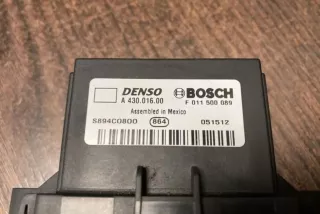 DENSO BOSCH
A 430.016.00 F 011 500 089
Assembled in Mexico
S894C0800 864 051512